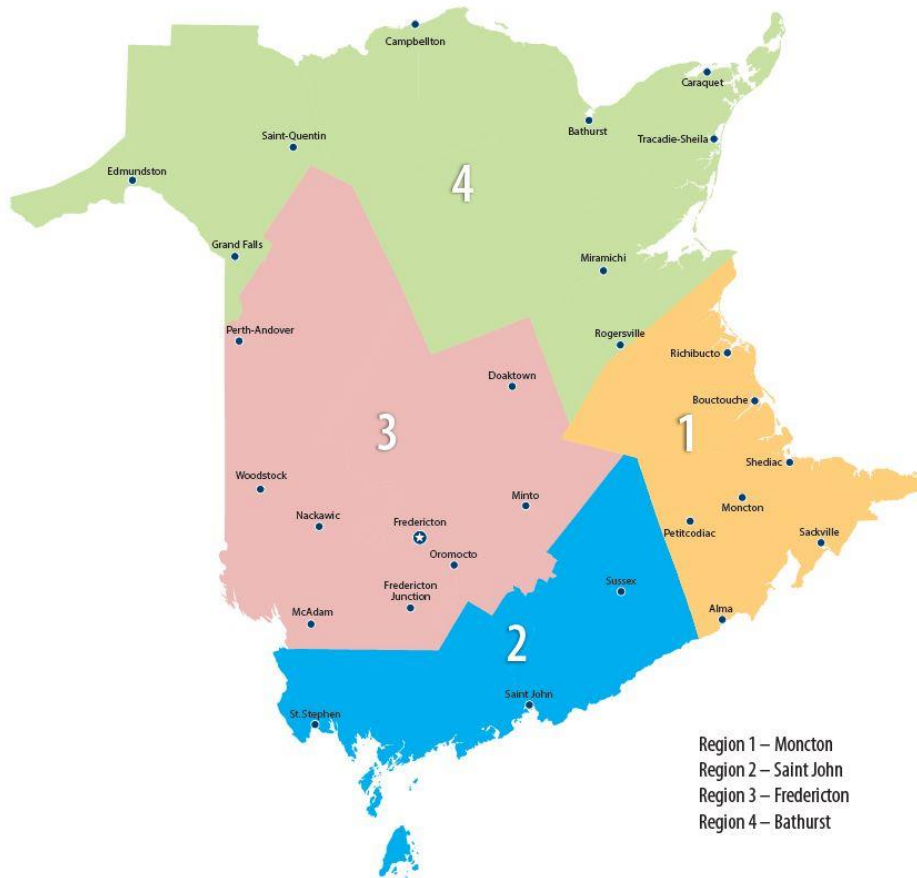 Campbellton
Caraquet
Bathurst
Tracadie-Sheila
Saint-Quentin
Edmundston
4
Grand Falls
Miramichi
Perth-Andover
Rogersville
Richibucto
Doaktown
Bouctouche
3
1
Shediac
Woodstock
Moncton
Minto
Nackawic
Fredericton
Petitcodiac
Sackville
Oromocto
Sussex
Fredericton
Junction
McAdam
Alma
2
Saint John
St. Stephen
Region 1 – Moncton
Region 2 – Saint John
Region 3 – Fredericton
Region 4 – Bathurst